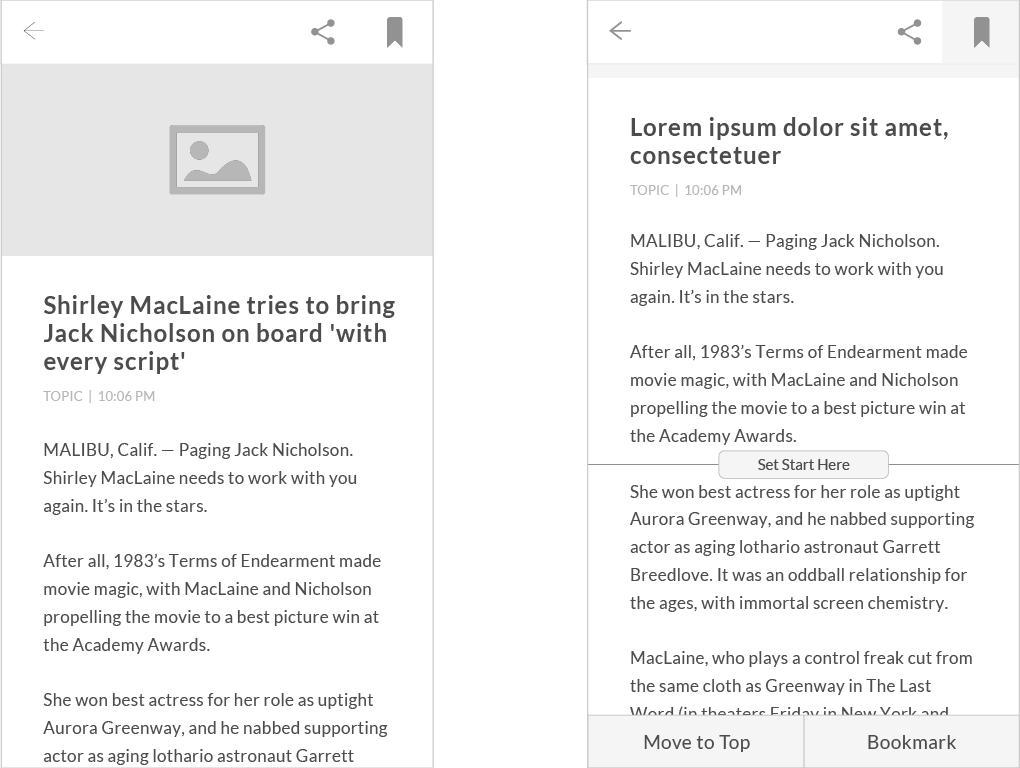 Shirley MacLaine tries to bring
Jack Nicholson on board 'with
every script'
TOPIC | 10:06 PM
MALIBU, Calif. — Paging Jack Nicholson.
Shirley MacLaine needs to work with you
again. It’s in the stars.
After all, 1983’s Terms of Endearment made
movie magic, with MacLaine and Nicholson
propelling the movie to a best picture win at
the Academy Awards.
She won best actress for her role as uptight
Aurora Greenway, and he nabbed supporting
actor as aging lothario astronaut Garrett
Lorem ipsum dolor sit amet,
consectetuer
TOPIC | 10:06 PM
MALIBU, Calif. — Paging Jack Nicholson.
Shirley MacLaine needs to work with you
again. It’s in the stars.
After all, 1983’s Terms of Endearment made
movie magic, with MacLaine and Nicholson
propelling the movie to a best picture win at
the Academy Awards.
Set Start Here
She won best actress for her role as uptight
Aurora Greenway, and he nabbed supporting
actor as aging lothario astronaut Garrett
Breedlove. It was an oddball relationship for
the ages, with immortal screen chemistry.
MacLaine, who plays a control freak cut from
the same cloth as Greenway in The Last
Word (in theaters Friday in New York and
Move to Top
Bookmark